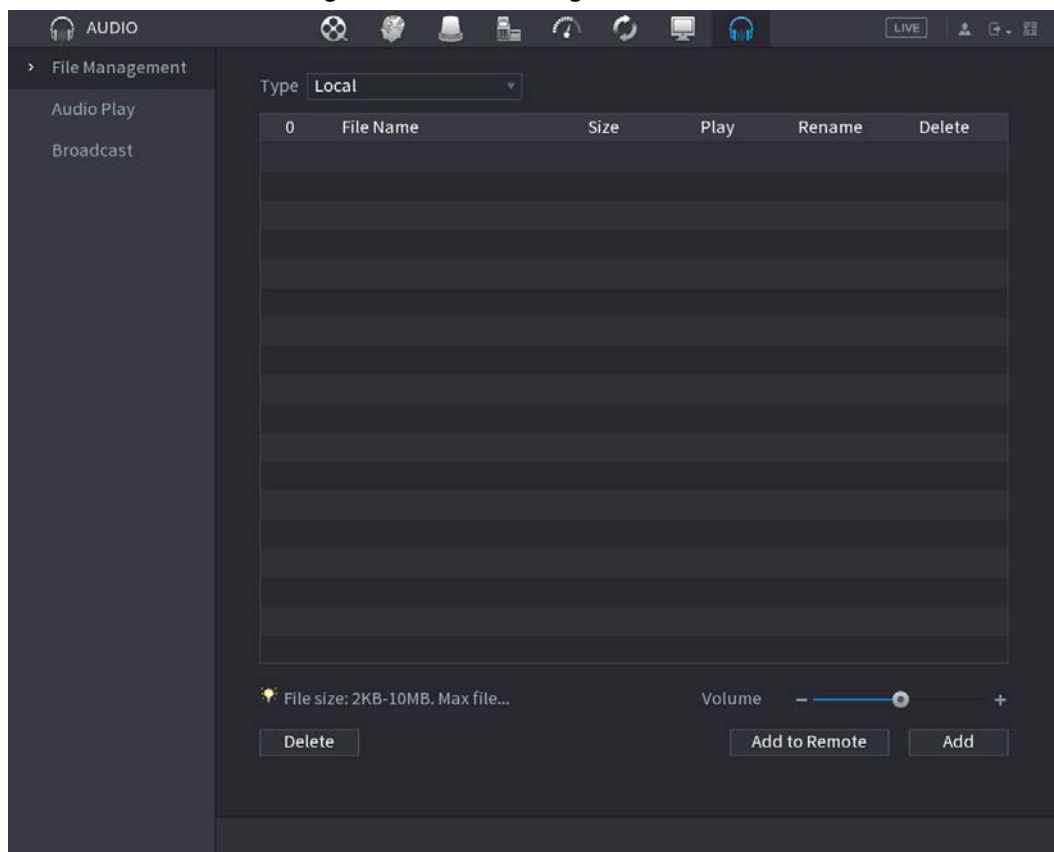 AUDIO LIVE
File Management
Audio Play
Broadcast
Type Local
0 File Name Size Play Rename Delete
File size: 2KB-10MB. Max file... Volume
Delete Add to Remote Add